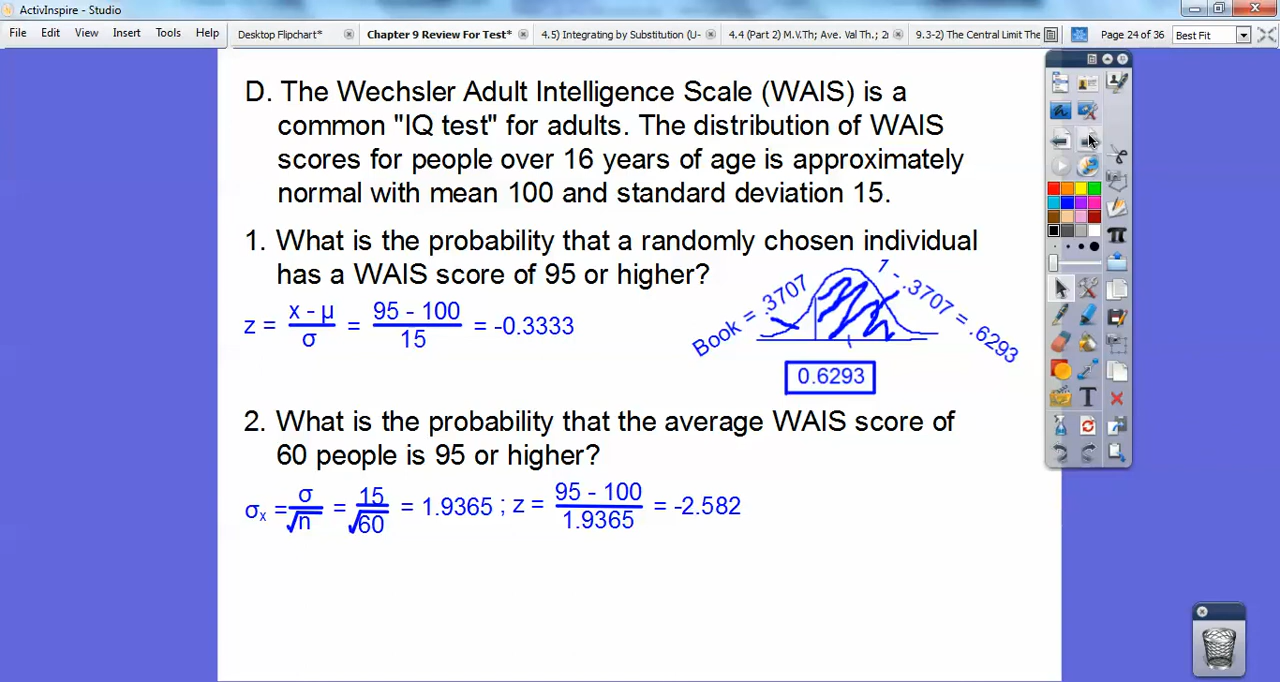 ActivInspire - Studio
File Edit View Insert Tools Help Desktop Flipchart* Chapter 9 Review For Test* 4.5) Integrating by Substitution (U- 4.4 (Part 2) M.V.Th; Ave. Val Th.; 2 9.3-2) The Central Limit The Page 24 of 36 Best Fit
D. The Wechsler Adult Intelligence Scale (WAIS) is a
common "IQ test" for adults. The distribution of WAIS
scores for people over 16 years of age is approximately
normal with mean 100 and standard deviation 15.
1. What is the probability that a randomly chosen individual
has a WAIS score of 95 or higher?
z = x - μ / σ = 95 - 100 / 15 = -0.3333
Book = .3707
1 - .3707 = .6293
0.6293
2. What is the probability that the average WAIS score of
60 people is 95 or higher?
σx = σ / √n = 15 / √60 = 1.9365 ; z = 95 - 100 / 1.9365 = -2.582